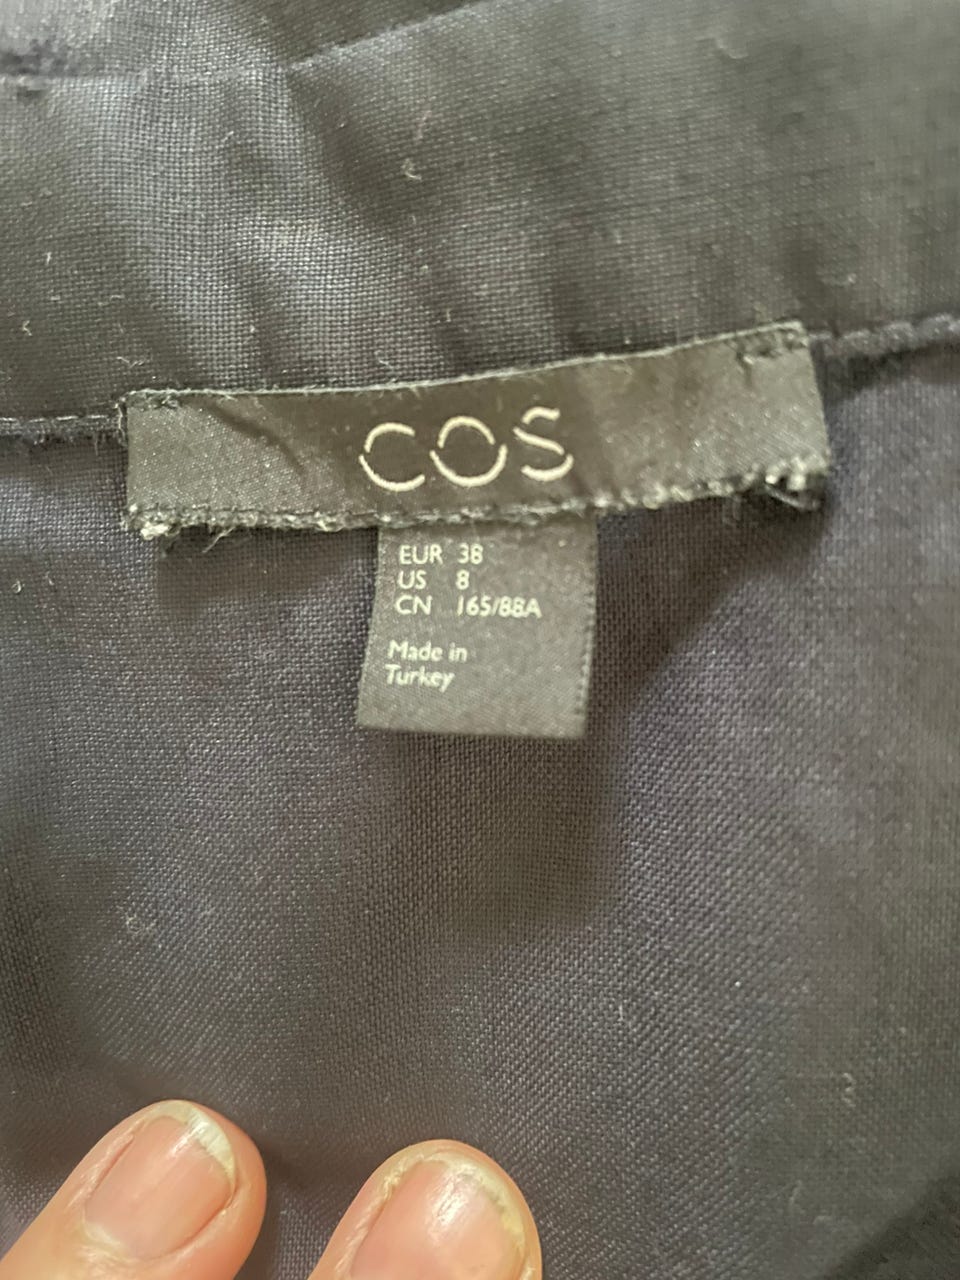 COS
EUR 38
US 8
CN 165/88A
Made in
Turkey